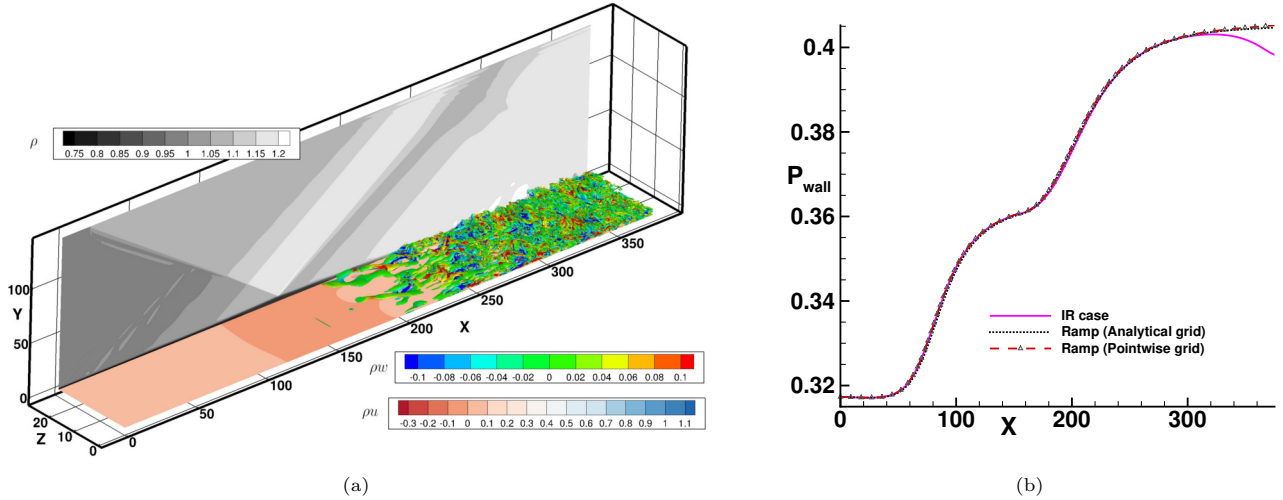 ρ
0.75 0.8 0.85 0.9 0.95 1 1.05 1.1 1.15 1.2
100
Y
50
0
20
Z
10
0
0
50
100
150
200
X
250
300
350
ρw
-0.1 -0.08 -0.06 -0.04 -0.02 0 0.02 0.04 0.06 0.08 0.1
ρu
-0.3 -0.2 -0.1 0 0.1 0.2 0.3 0.4 0.5 0.6 0.7 0.8 0.9 1 1.1
(a)
0.4
0.38
Pwall
0.36
0.34
0.32
IR case
Ramp (Analytical grid)
Ramp (Pointwise grid)
0 100 X 200 300
(b)